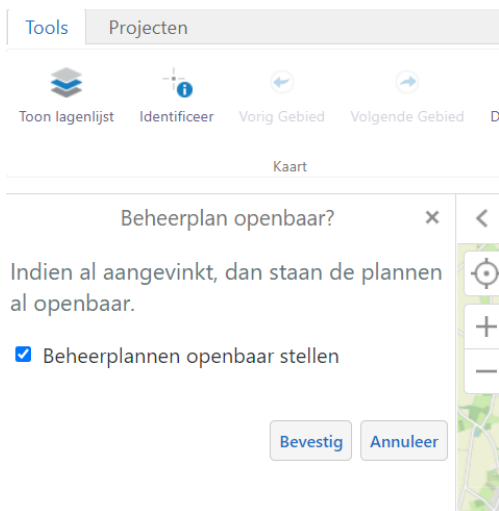 Tools Projecten
Toon lagenlijst Identificeer Vorig Gebied Volgende Gebied
Kaart
Beheerplan openbaar?
Indien al aangevinkt, dan staan de plannen
al openbaar.
Beheerplannen openbaar stellen
Bevestig Annuleer